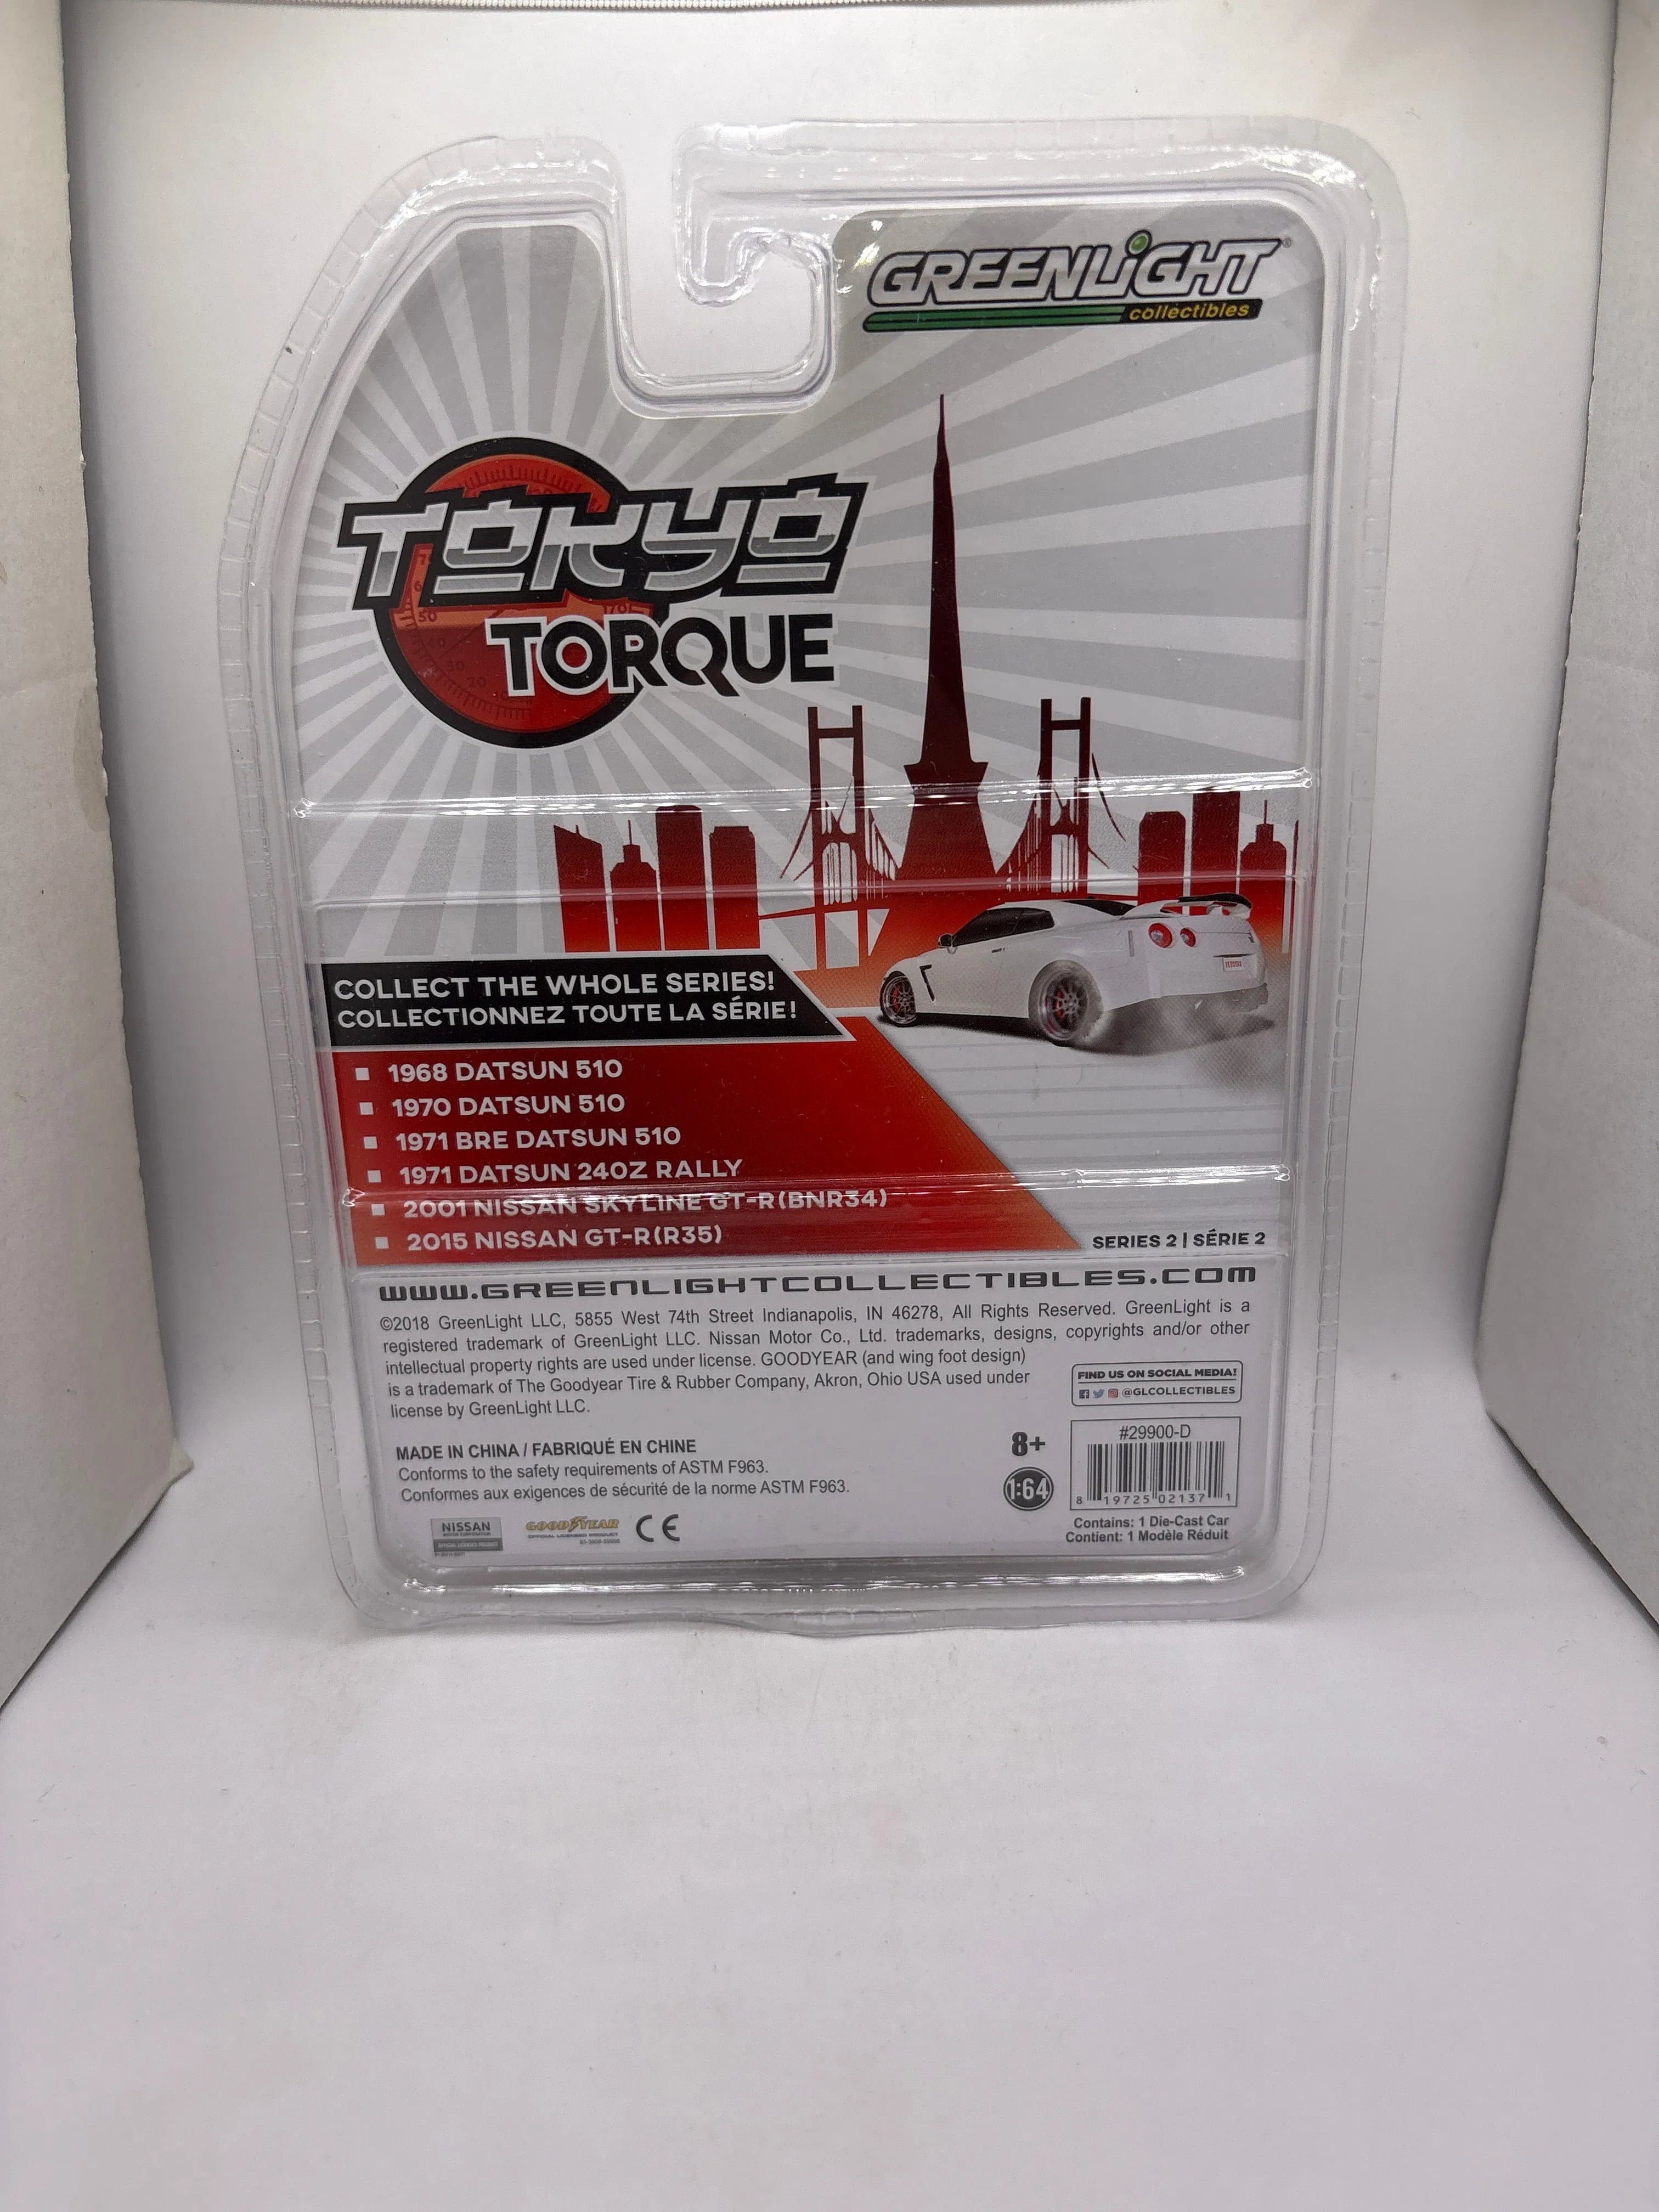 GREENLiGHT®
collectibles
TOKYO
TORQUE
COLLECT THE WHOLE SERIES!
COLLECTIONNEZ TOUTE LA SÉRIE!
1968 DATSUN 510
1970 DATSUN 510
1971 BRE DATSUN 510
1971 DATSUN 240Z RALLY
2001 NISSAN SKYLINE GT-R(BNR34)
2015 NISSAN GT-R(R35)
SERIES 2 | SÉRIE 2
WWW.GREENLIGHTCOLLECTIBLES.COM
©2018 GreenLight LLC, 5855 West 74th Street Indianapolis, IN 46278, All Rights Reserved. GreenLight is a
registered trademark of GreenLight LLC. Nissan Motor Co., Ltd. trademarks, designs, copyrights and/or other
intellectual property rights are used under license. GOODYEAR (and wing foot design)
is a trademark of The Goodyear Tire & Rubber Company, Akron, Ohio USA used under
license by GreenLight LLC.
FIND US ON SOCIAL MEDIA!
@GLCOLLECTIBLES
MADE IN CHINA / FABRIQUÉ EN CHINE
Conforms to the safety requirements of ASTM F963.
Conformes aux exigences de sécurité de la norme ASTM F963.
8+
1:64
#29900-D
8 19725 02137 1
Contains: 1 Die-Cast Car
Contient: 1 Modèle Réduit
NISSAN
GOODYEAR
OFFICIAL LICENSED PRODUCT
CE